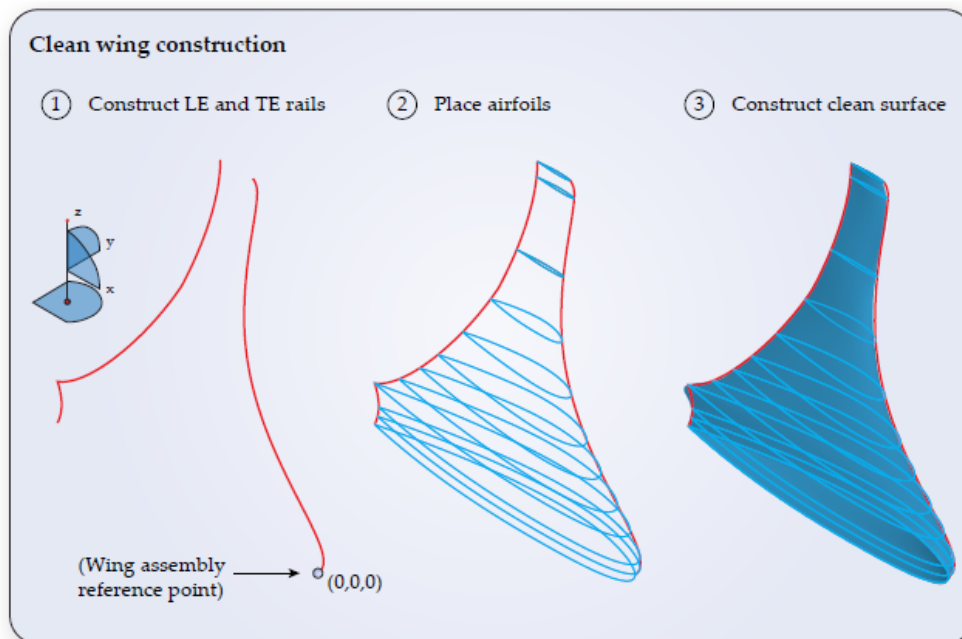 Clean wing construction
1 Construct LE and TE rails
2 Place airfoils
3 Construct clean surface
z
y
x
(Wing assembly
reference point)
(0,0,0)